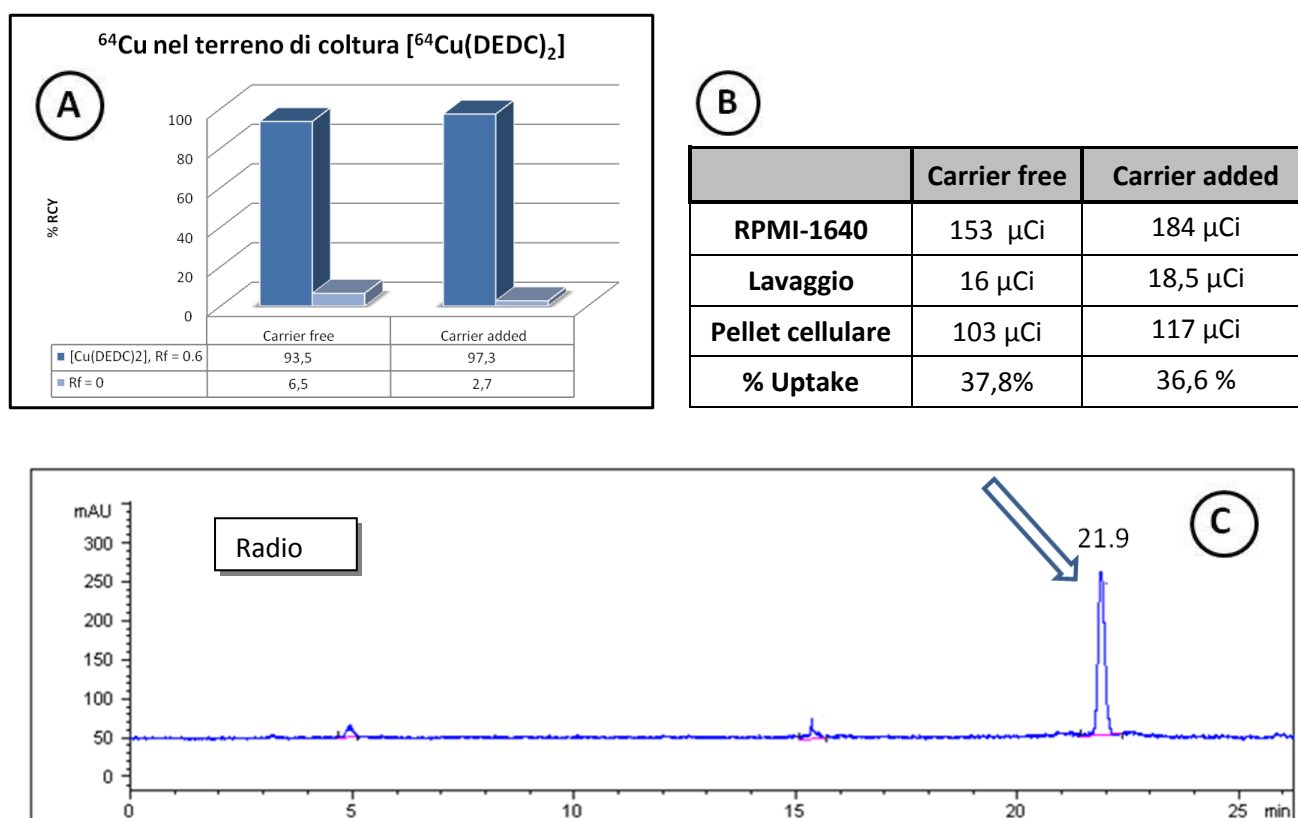 ⁶⁴Cu nel terreno di coltura [⁶⁴Cu(DEDC)₂]
A
% RCY
100
80
60
40
20
0
Carrier free Carrier added
[Cu(DEDC)2], Rf = 0.6 93,5 97,3
Rf = 0 6,5 2,7
B
Carrier free Carrier added
RPMI-1640 153 µCi 184 µCi
Lavaggio 16 µCi 18,5 µCi
Pellet cellulare 103 µCi 117 µCi
% Uptake 37,8% 36,6 %
C
mAU
Radio
21.9
300
250
200
150
100
50
0
0 5 10 15 20 25 min